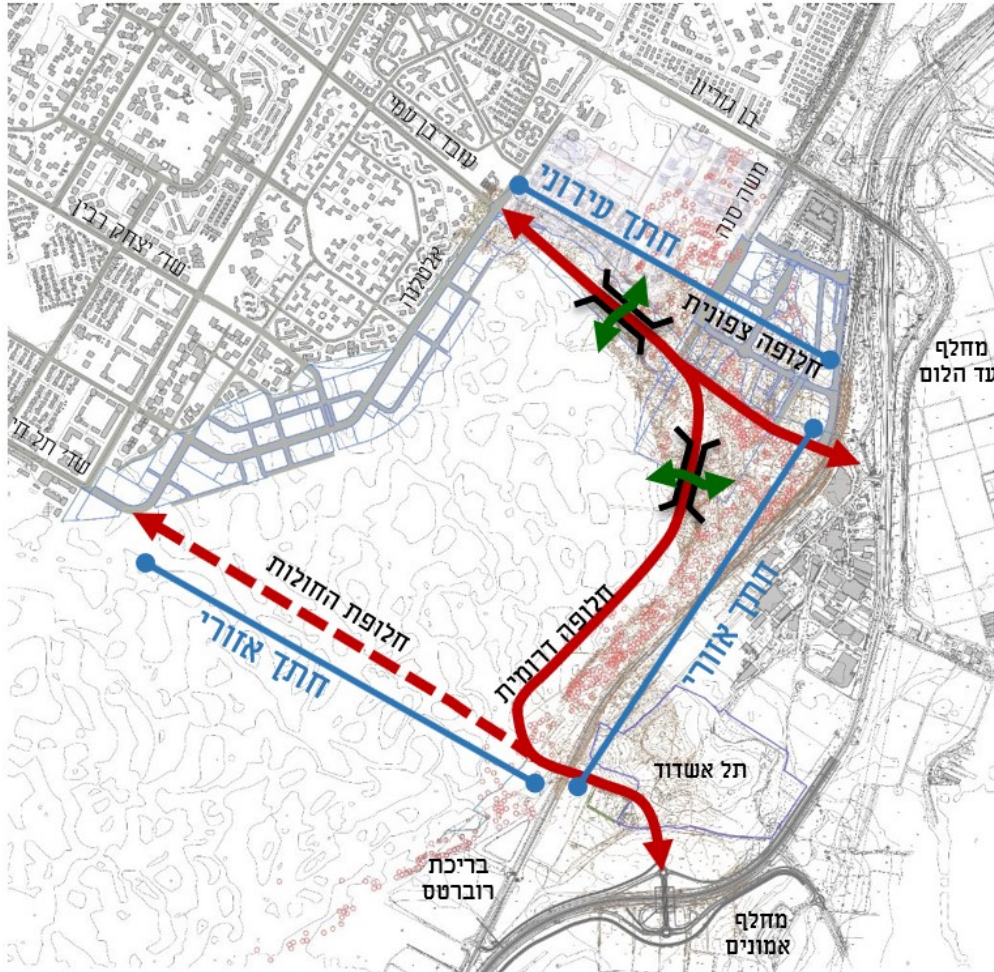 בן גוריון
עובד בן עמי
משה סנה
חתך עירוני
שד' יצחק רבין
אלטלנה
חלופה צפונית
מחלף
עד הלום
שד' תל חי
חלופת החולות
חתך אזורי
חלופה דרומית
חתך אזורי
תל אשדוד
בריכת
רוברטס
מחלף
אמונים